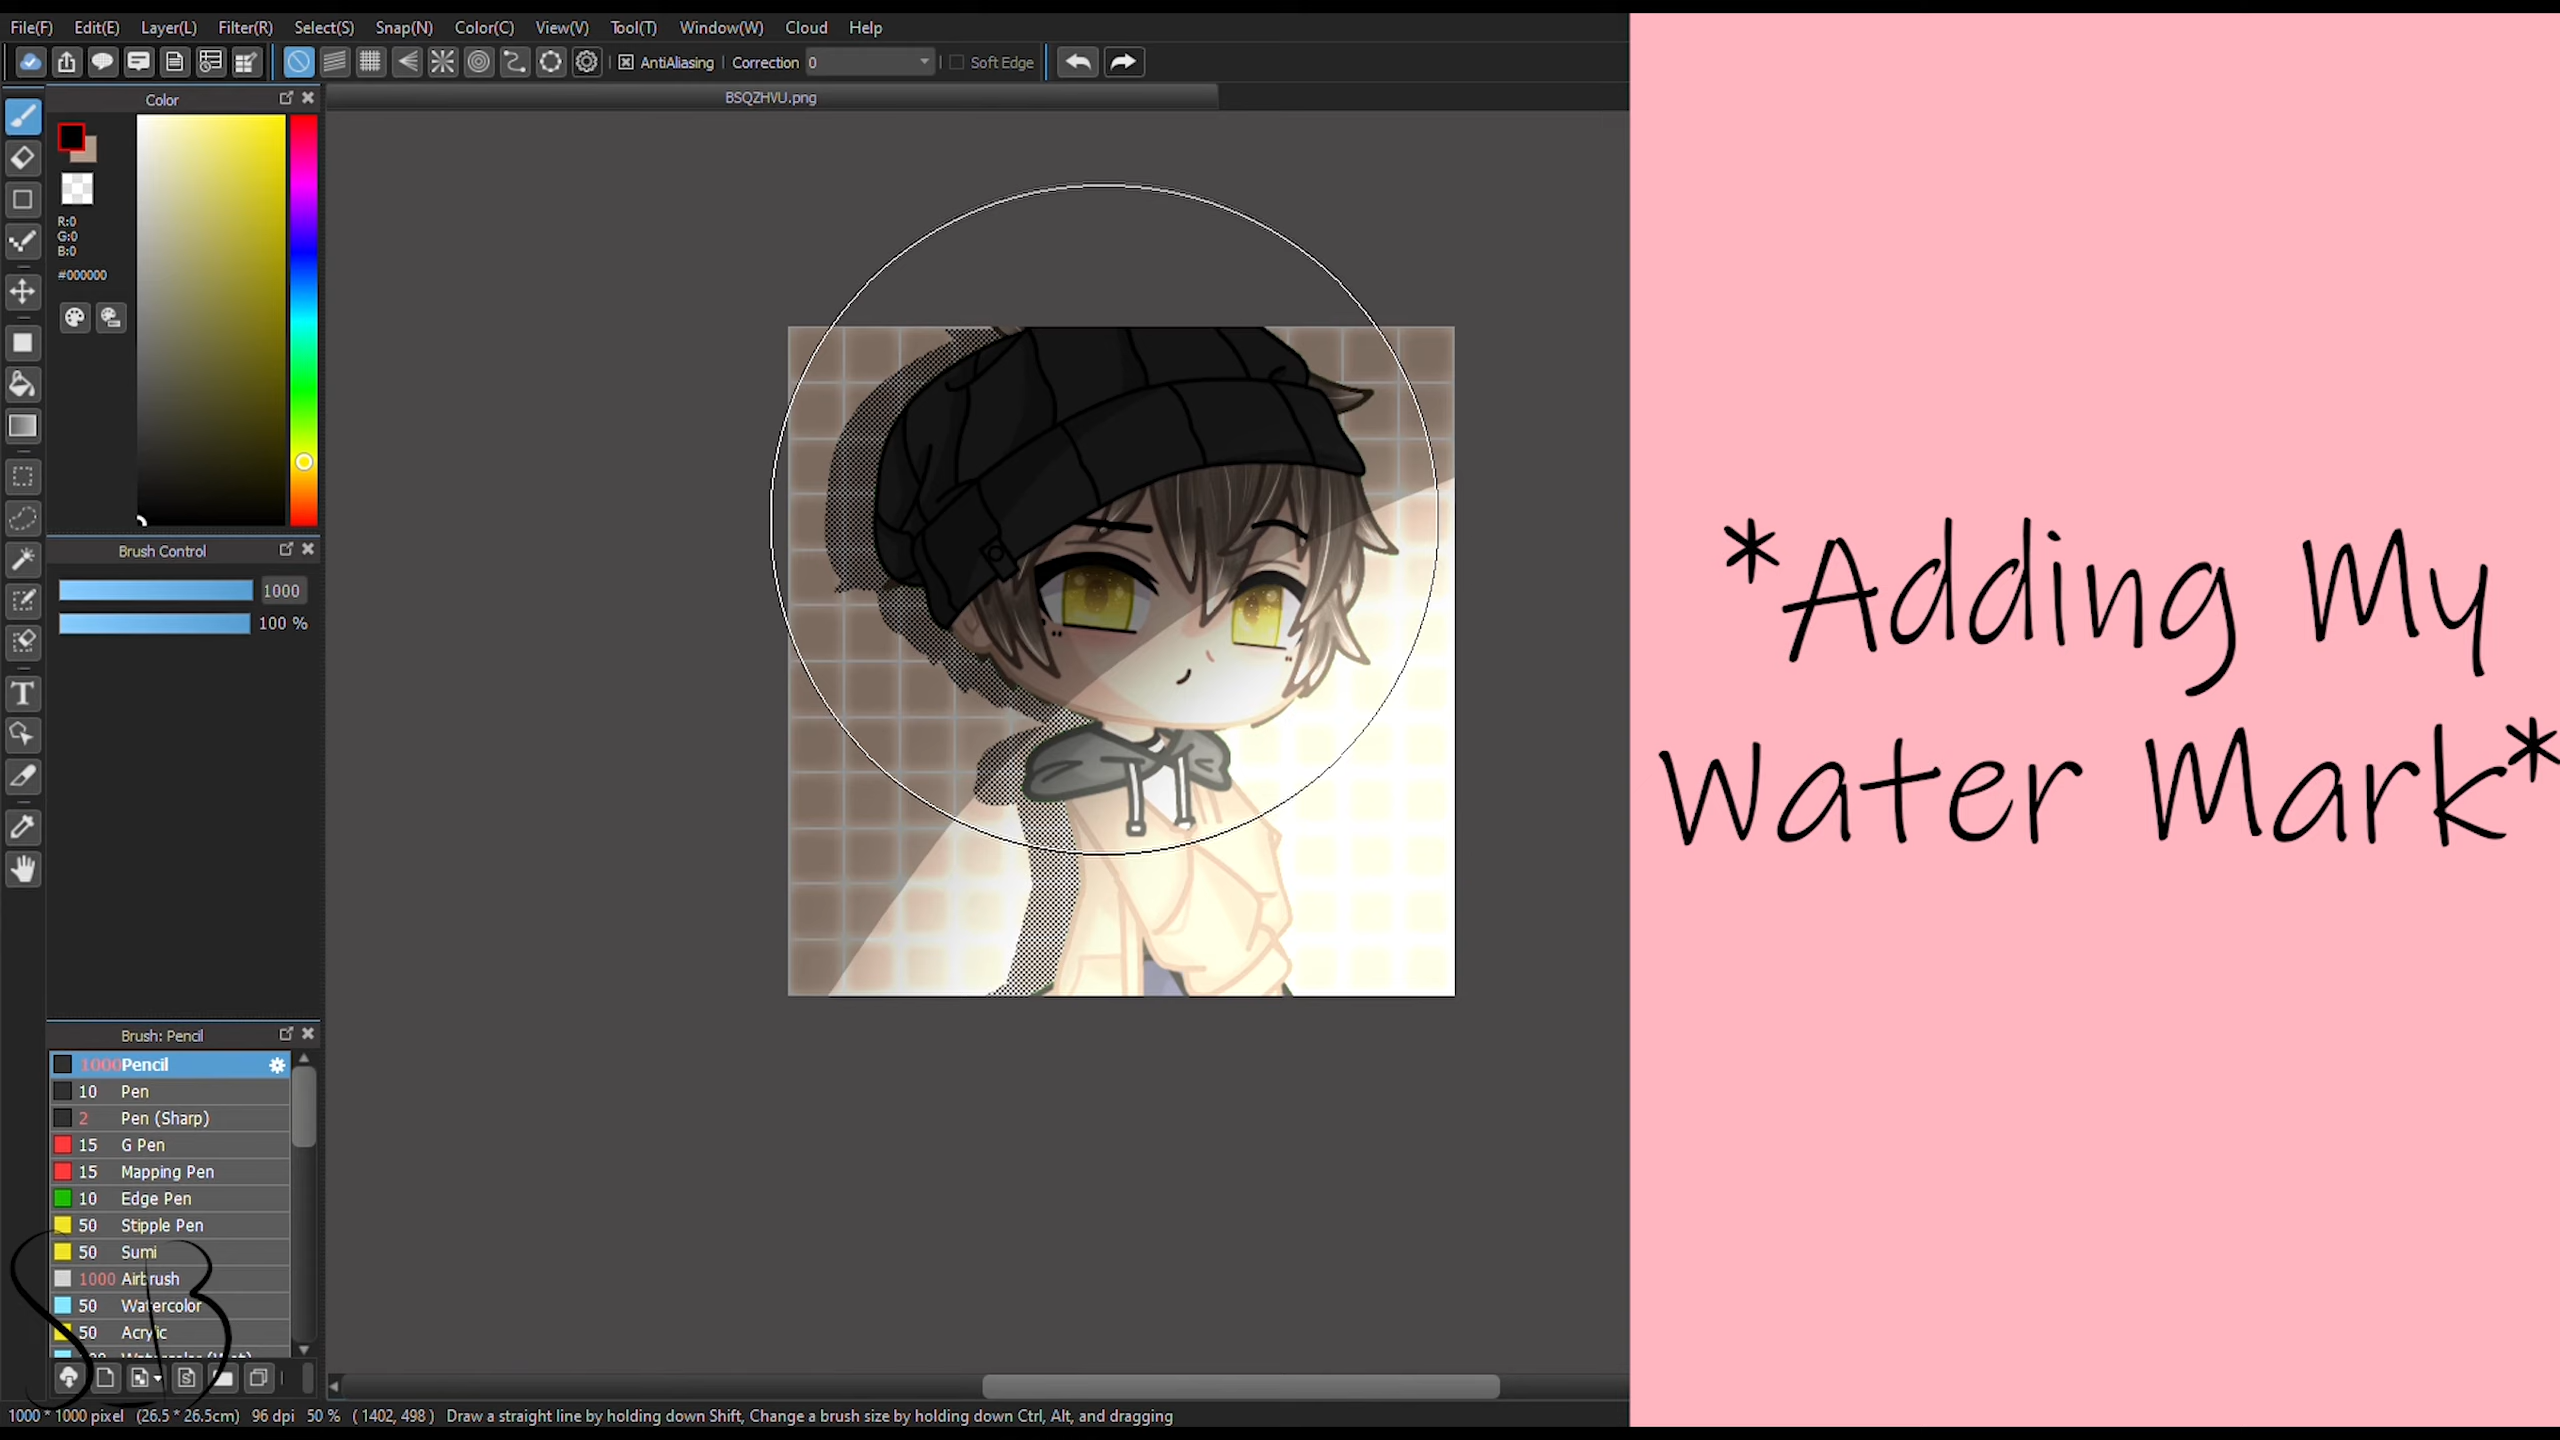 File(F) Edit(E) Layer(L) Filter(R) Select(S) Snap(N) Color(C) View(V) Tool(T) Window(W) Cloud Help
AntiAliasing Correction 0 Soft Edge
Color
BSQZHVU.png
R:0
G:0
B:0
#000000
Brush Control
1000
100 %
*Adding My
Water Mark*
Brush: Pencil
1000 Pencil
10 Pen
2 Pen (Sharp)
15 G Pen
15 Mapping Pen
10 Edge Pen
50 Stipple Pen
50 Sumi
1000 Airbrush
50 Watercolor
50 Acrylic
SB
1000 * 1000 pixel (26.5 * 26.5cm) 96 dpi 50 % ( 1402, 498 ) Draw a straight line by holding down Shift, Change a brush size by holding down Ctrl, Alt, and dragging